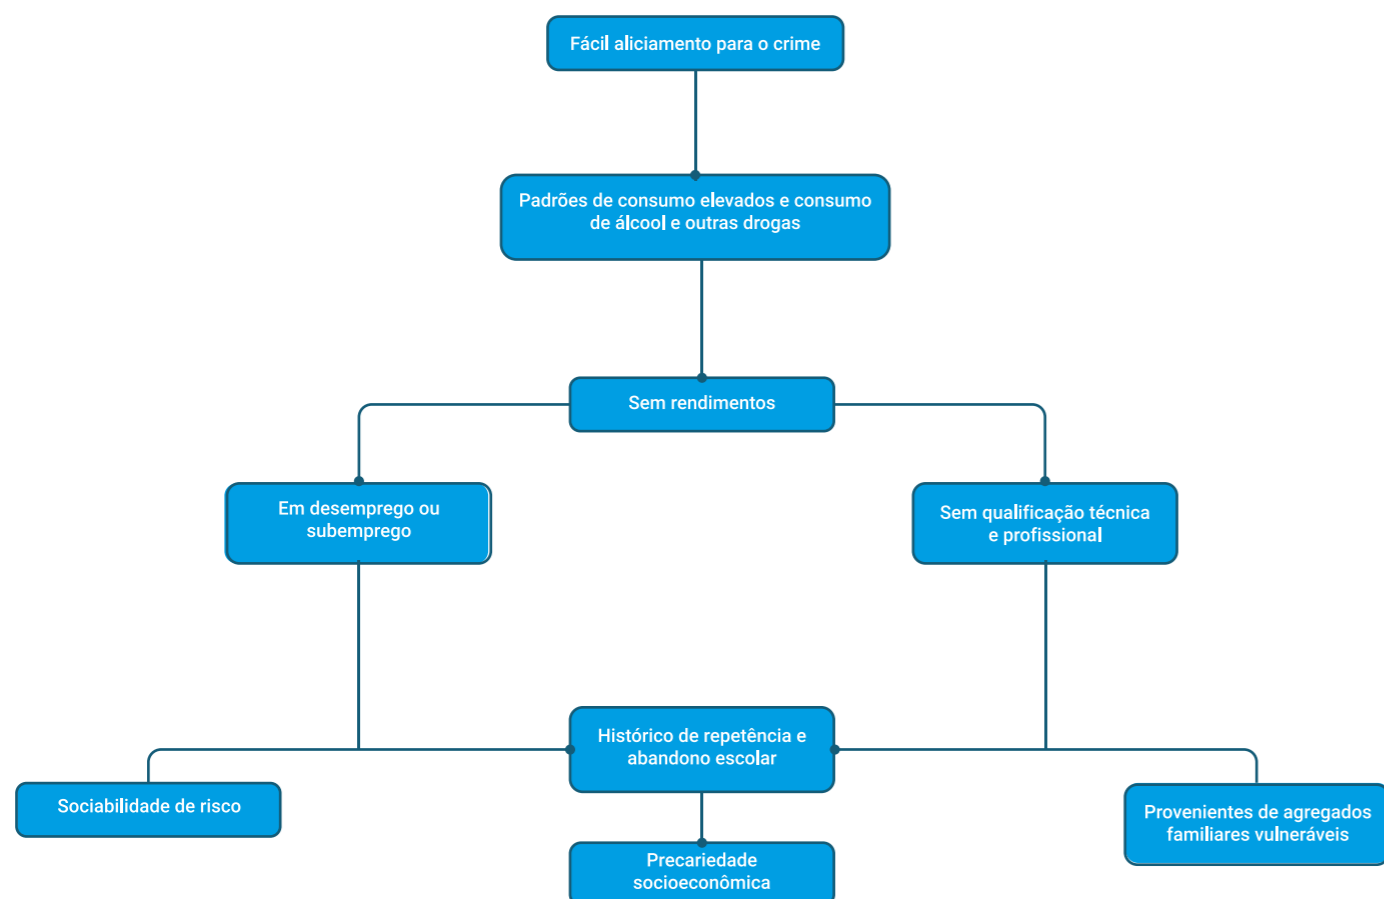 Fácil aliciamento para o crime
Padrões de consumo elevados e consumo
de álcool e outras drogas
Sem rendimentos
Em desemprego ou
subemprego
Sem qualificação técnica
e profissional
Histórico de repetência e
abandono escolar
Sociabilidade de risco
Provenientes de agregados
familiares vulneráveis
Precariedade
socioeconômica